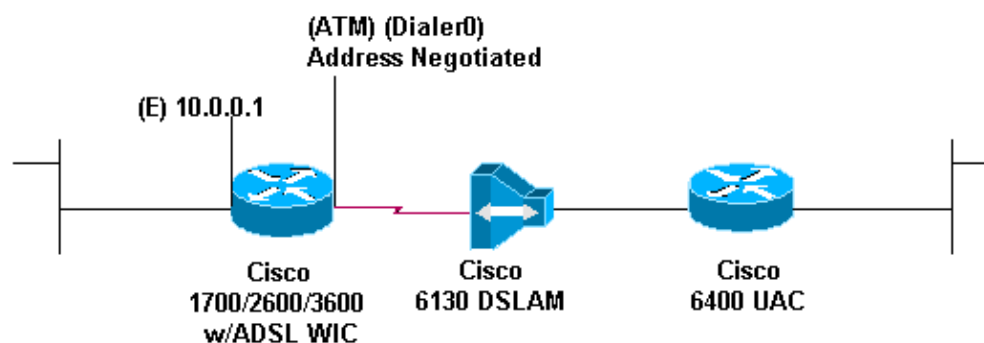 (ATM) (Dialer0)
Address Negotiated
(E) 10.0.0.1
Cisco
1700/2600/3600
w/ADSL WIC
Cisco
6130 DSLAM
Cisco
6400 UAC